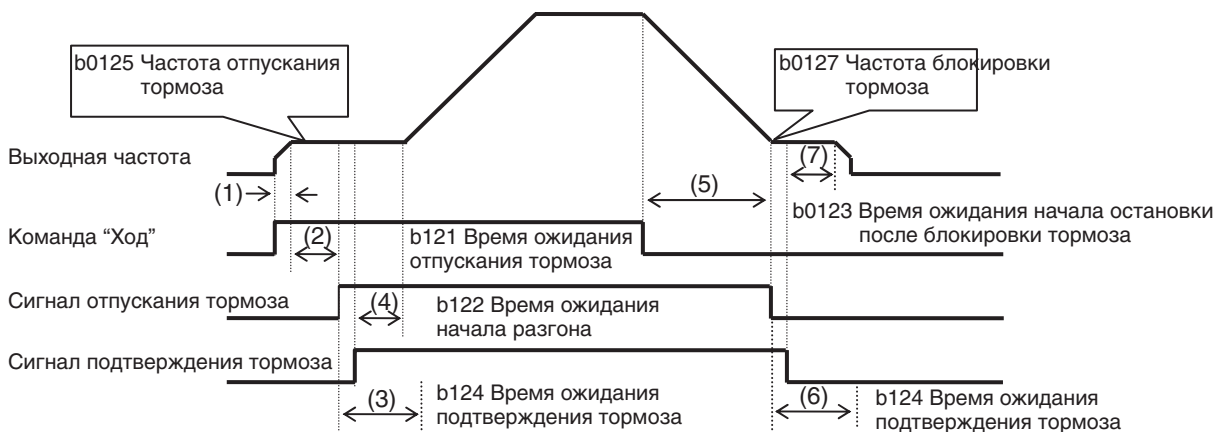 b0125 Частота отпускания
тормоза
b0127 Частота блокировки
тормоза
Выходная частота
(1)
(5)
(7)
b0123 Время ожидания начала остановки
после блокировки тормоза
Команда “Ход”
(2)
b121 Время ожидания
отпускания тормоза
Сигнал отпускания тормоза
(4)
b122 Время ожидания
начала разгона
Сигнал подтверждения тормоза
(3)
b124 Время ожидания
подтверждения тормоза
(6)
b124 Время ожидания
подтверждения тормоза